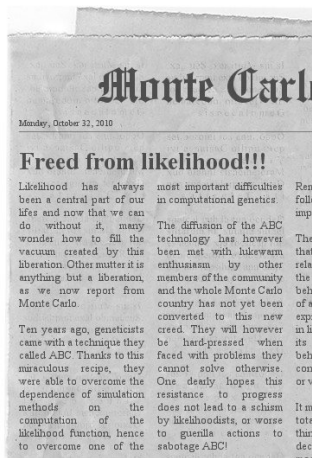 Monte Carl
Monday, October 32, 2010
Freed from likelihood!!!
Likelihood has always
been a central part of our
lifes and now that we can
do without it, many
wonder how to fill the
vacuum created by this
liberation. Other mutter it is
anything but a liberation,
as we now report from
Monte Carlo.
Ten years ago, geneticists
came with a technique they
called ABC. Thanks to this
miraculous recipe, they
were able to overcome the
dependence of simulation
methods on the
computation of the
likelihood function, hence
to overcome one of the
most important difficulties
in computational genetics.
The diffusion of the ABC
technology has however
been met with lukewarm
enthusiasm by other
members of the community
and the whole Monte Carlo
country has not yet been
converted to this new
creed. They will however
be hard-pressed when
faced with problems they
cannot solve otherwise.
One dearly hopes this
resistance to progress
does not lead to a schism
by likelihoodists, or worse
to guerilla actions to
sabotage ABC!